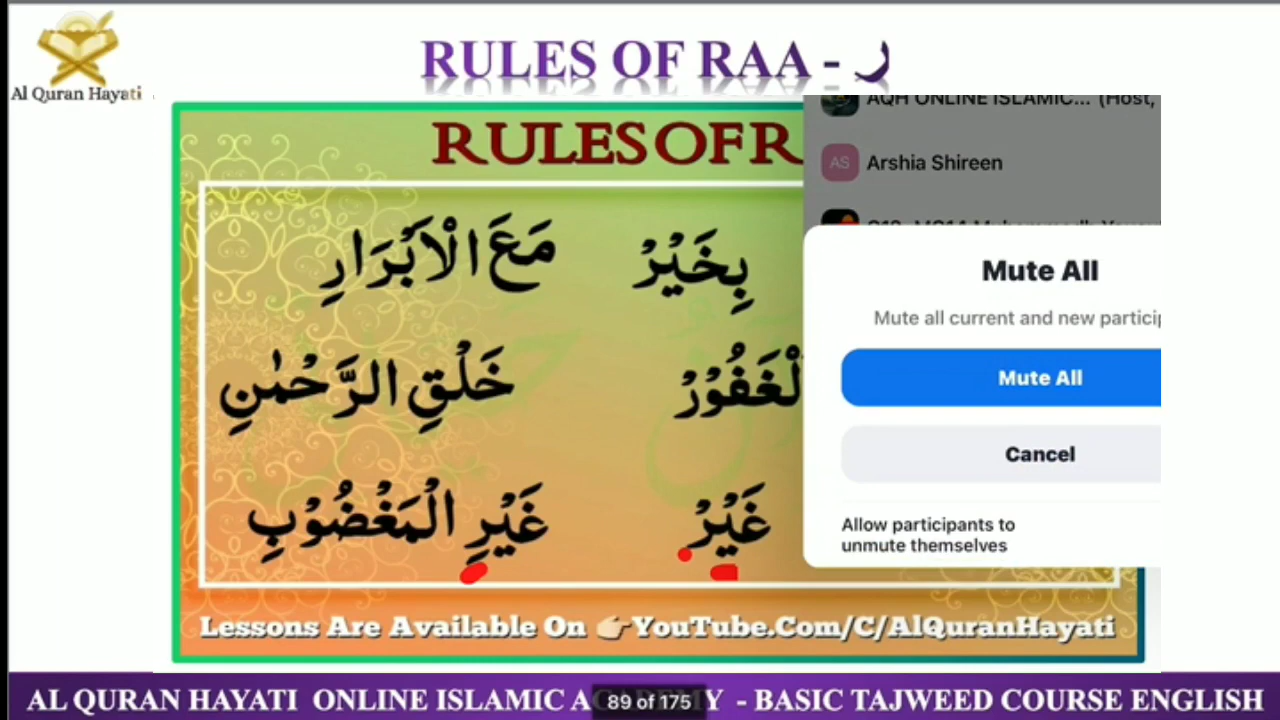 Al Quran Hayati
RULES OF RAA - ر
RULES OF R
AQH ONLINE ISLAMIC... (Host,
AS Arshia Shireen
بِخَيْرْ مَعَ الْاَبْرَارِ
Mute All
Mute all current and new particip
لْغَفُوْرْ خَلْقِ الرَّحْمٰنِ
Mute All
Cancel
غَيْرْ غَيْرِ الْمَغْضُوْبِ
Allow participants to
unmute themselves
Lessons Are Available On 👉YouTube.Com/C/AlQuranHayati
AL QURAN HAYATI ONLINE ISLAMIC A Y - BASIC TAJWEED COURSE ENGLISH
89 of 175